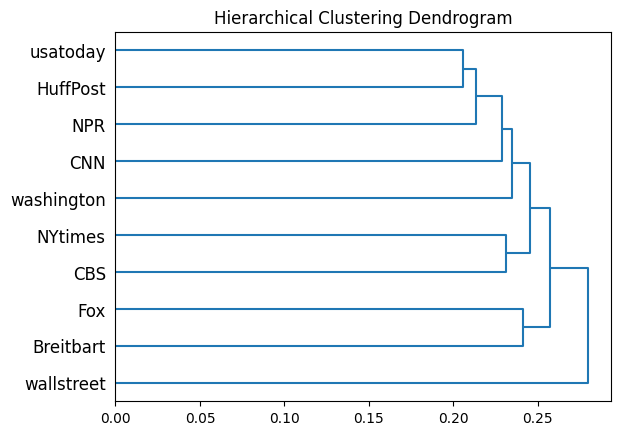 Hierarchical Clustering Dendrogram
usatoday
HuffPost
NPR
CNN
washington
NYtimes
CBS
Fox
Breitbart
wallstreet
0.00 0.05 0.10 0.15 0.20 0.25